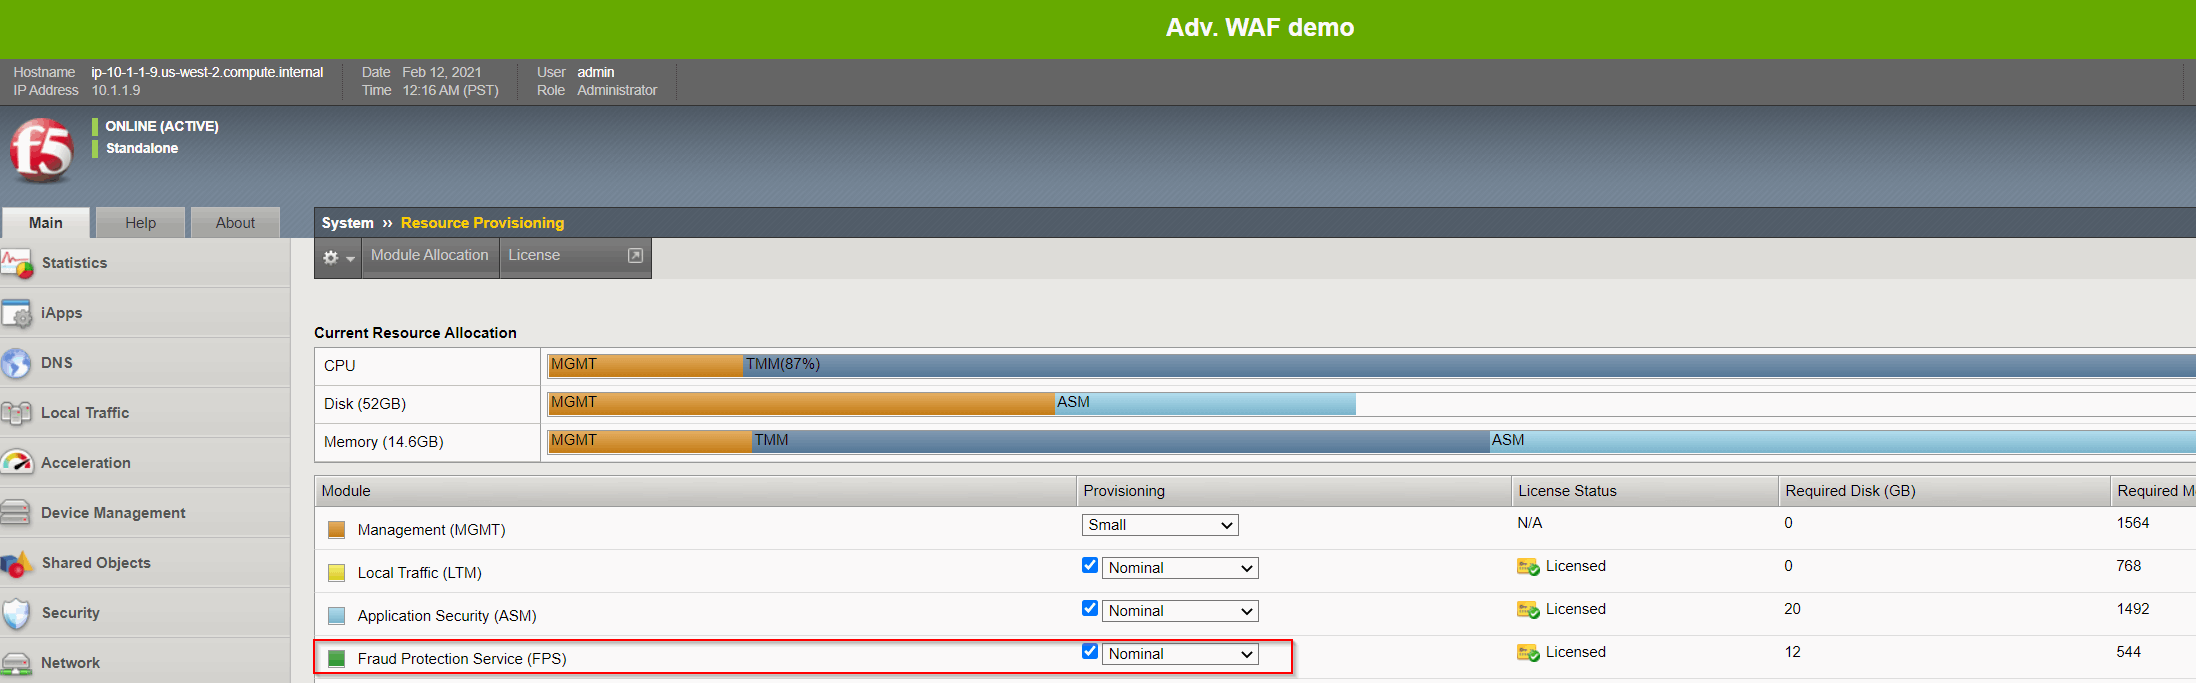 Adv. WAF demo
Hostname ip-10-1-1-9.us-west-2.compute.internal Date Feb 12, 2021 User admin
IP Address 10.1.1.9 Time 12:16 AM (PST) Role Administrator
f5
ONLINE (ACTIVE)
Standalone
Main Help About
System ›› Resource Provisioning
Module Allocation License
Statistics
iApps
DNS
Local Traffic
Acceleration
Device Management
Shared Objects
Security
Network
Current Resource Allocation
CPU MGMT TMM(87%)
Disk (52GB) MGMT ASM
Memory (14.6GB) MGMT TMM ASM
Module Provisioning License Status Required Disk (GB) Required M
Management (MGMT) Small N/A 0 1564
Local Traffic (LTM) Nominal Licensed 0 768
Application Security (ASM) Nominal Licensed 20 1492
Fraud Protection Service (FPS) Nominal Licensed 12 544